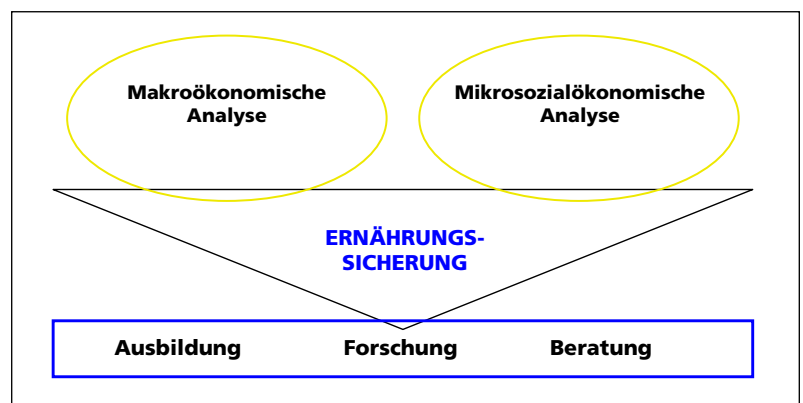 Makroökonomische
Analyse
Mikrosozialökonomische
Analyse
ERNÄHRUNGS-
SICHERUNG
Ausbildung Forschung Beratung